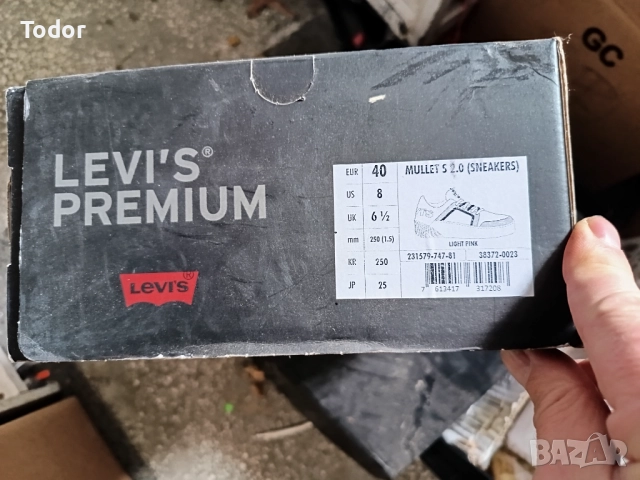 Todor
GC
LEVI'S®
PREMIUM
Levi's®
EUR 40
US 8
UK 6 ½
mm 250 (1.5)
KR 250
JP 25
MULLET S 2.0 (SNEAKERS)
LIGHT PINK
231579-747-81 38372-0023
7 613417 317208
BAZAR